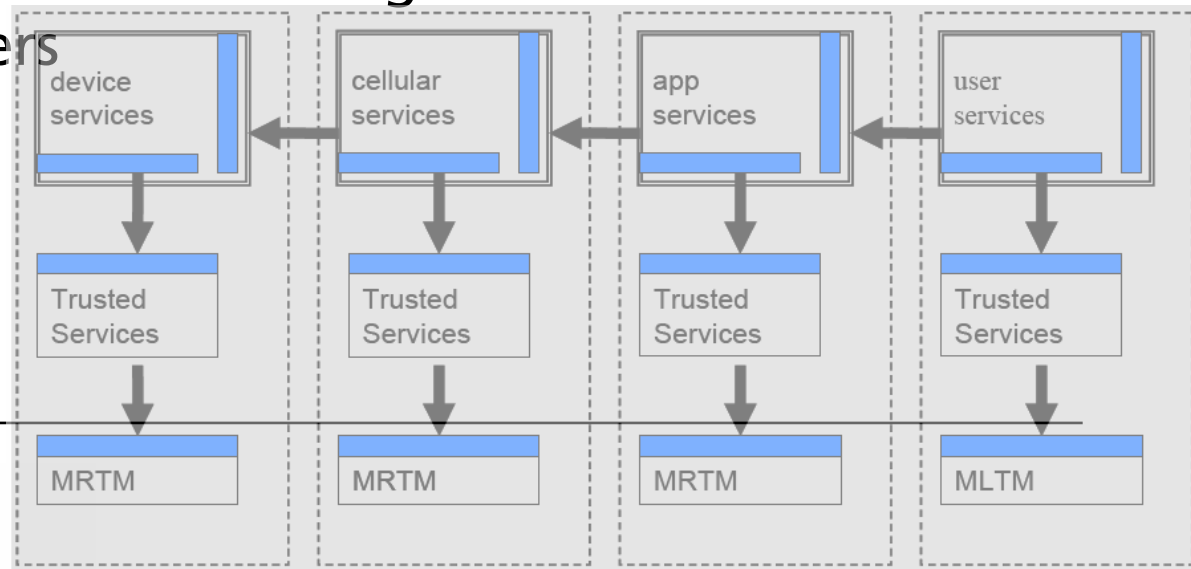 ers
device
services
cellular
services
app
services
user
services
Trusted
Services
Trusted
Services
Trusted
Services
Trusted
Services
MRTM
MRTM
MRTM
MLTM